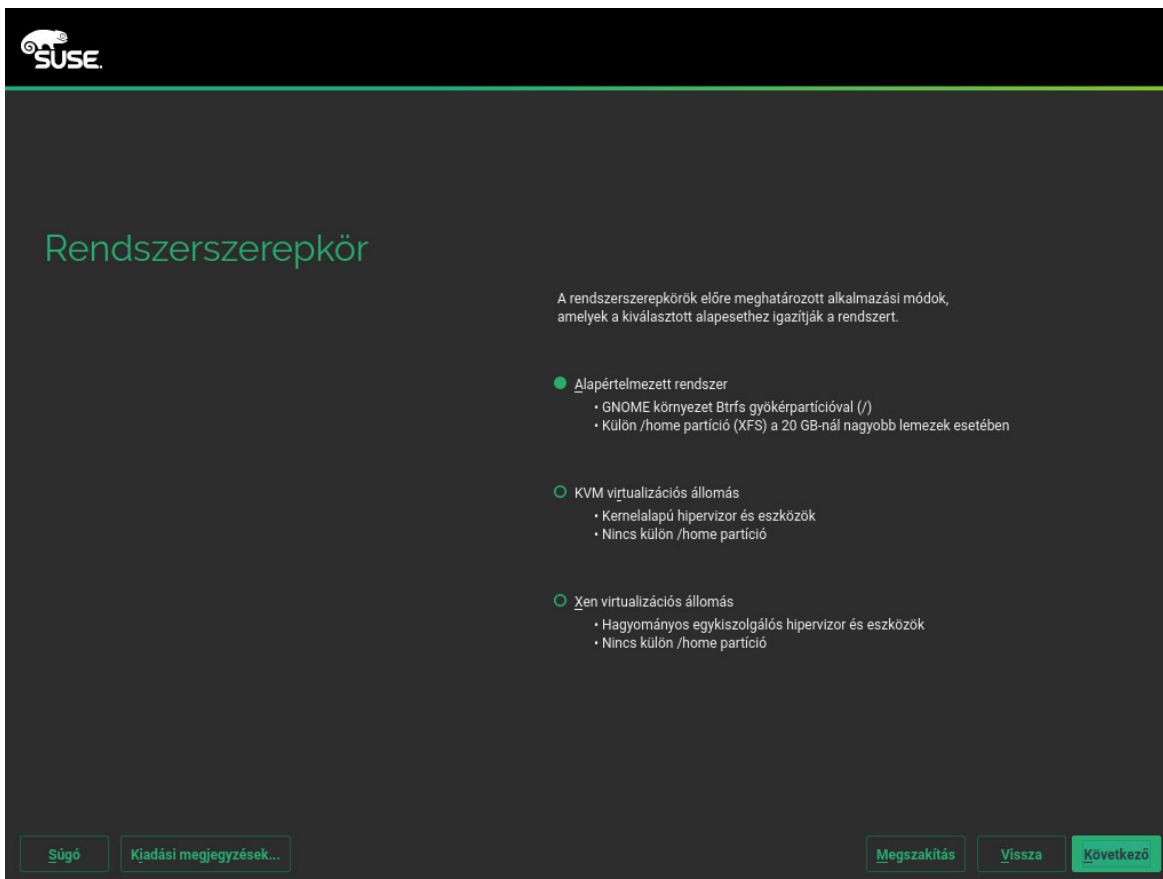 SUSE.
Rendszerszerepkör
A rendszerszerepkörök előre meghatározott alkalmazási módok,
amelyek a kiválasztott alapesethez igazítják a rendszert.
Alapértelmezett rendszer
• GNOME környezet Btrfs gyökérpartícióval (/)
• Külön /home partíció (XFS) a 20 GB-nál nagyobb lemezek esetében
KVM virtualizációs állomás
• Kernelalapú hipervizor és eszközök
• Nincs külön /home partíció
Xen virtualizációs állomás
• Hagyományos egykiszolgálós hipervizor és eszközök
• Nincs külön /home partíció
Súgó
Kiadási megjegyzések...
Megszakítás
Vissza
Következő